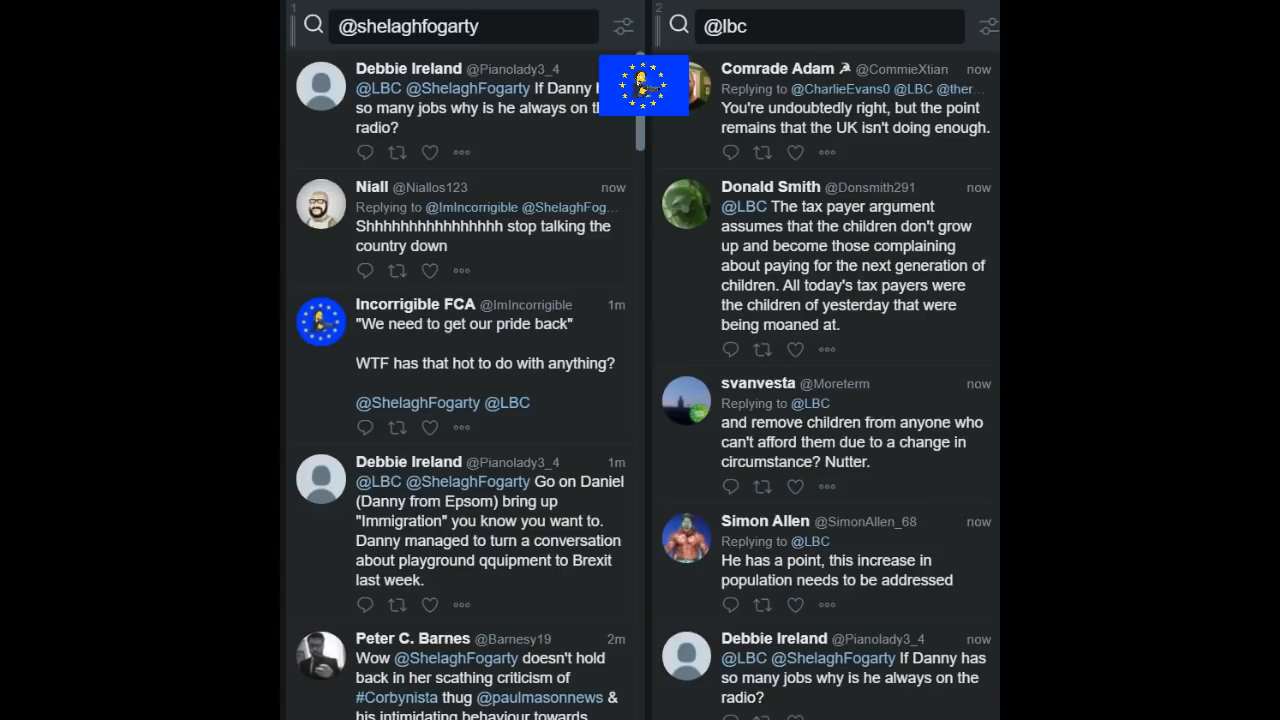 1
@shelaghfogarty
Debbie Ireland @Pianolady3_4
@LBC @ShelaghFogarty If Danny
so many jobs why is he always on
radio?
Niall @Niallos123 now
Replying to @ImIncorrigible @ShelaghFog...
Shhhhhhhhhhhhhhhh stop talking the
country down
Incorrigible FCA @ImIncorrigible 1m
"We need to get our pride back"
WTF has that hot to do with anything?
@ShelaghFogarty @LBC
Debbie Ireland @Pianolady3_4 1m
@LBC @ShelaghFogarty Go on Daniel
(Danny from Epsom) bring up
"Immigration" you know you want to.
Danny managed to turn a conversation
about playground qquipment to Brexit
last week.
Peter C. Barnes @Barnesy19 2m
Wow @ShelaghFogarty doesn't hold
back in her scathing criticism of
#Corbynista thug @paulmasonnews &
his intimidating behaviour towards
2
@lbc
Comrade Adam ☭ @CommieXtian now
Replying to @CharlieEvans0 @LBC @ther...
You're undoubtedly right, but the point
remains that the UK isn't doing enough.
Donald Smith @Donsmith291 now
@LBC The tax payer argument
assumes that the children don't grow
up and become those complaining
about paying for the next generation of
children. All today's tax payers were
the children of yesterday that were
being moaned at.
svanvesta @Moreterm now
Replying to @LBC
and remove children from anyone who
can't afford them due to a change in
circumstance? Nutter.
Simon Allen @SimonAllen_68 now
Replying to @LBC
He has a point, this increase in
population needs to be addressed
Debbie Ireland @Pianolady3_4 now
@LBC @ShelaghFogarty If Danny has
so many jobs why is he always on the
radio?